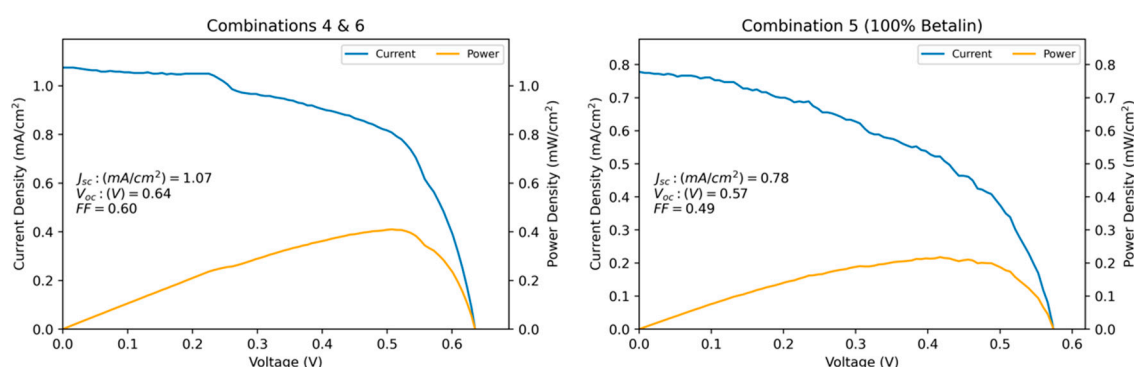 Combinations 4 & 6
Current Power
Current Density (mA/cm²)
1.0
0.8
0.6
0.4
0.2
0.0
J_sc : (mA/cm²) = 1.07
V_oc : (V) = 0.64
FF = 0.60
1.0
0.8
0.6
0.4
0.2
0.0
Power Density (mW/cm²)
0.0 0.1 0.2 0.3 0.4 0.5 0.6
Voltage (V)
Combination 5 (100% Betalin)
Current Power
Current Density (mA/cm²)
0.8
0.7
0.6
0.5
0.4
0.3
0.2
0.1
0.0
J_sc : (mA/cm²) = 0.78
V_oc : (V) = 0.57
FF = 0.49
0.8
0.7
0.6
0.5
0.4
0.3
0.2
0.1
0.0
Power Density (mW/cm²)
0.0 0.1 0.2 0.3 0.4 0.5 0.6
Voltage (V)